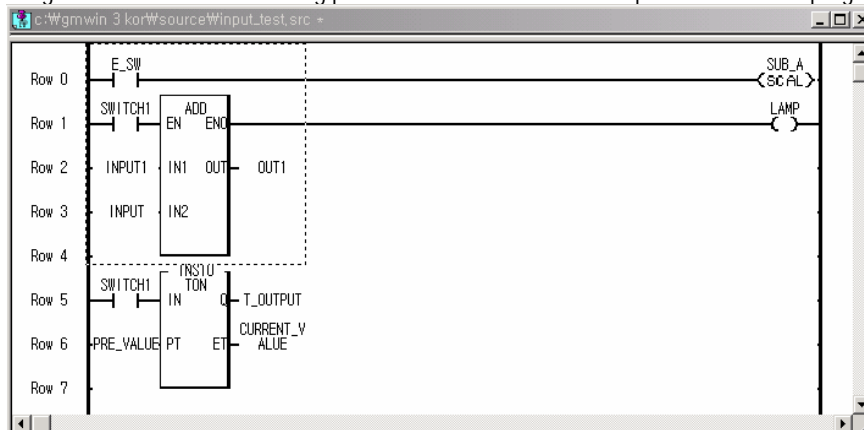 c:₩gmwin 3 kor₩source₩input_test,src *
E_SW SUB_A
Row 0 SCAL
SWITCH1 ADD LAMP
Row 1 EN ENO
Row 2 INPUT1 IN1 OUT OUT1
Row 3 INPUT IN2
Row 4
SWITCH1 TON
Row 5 IN Q T_OUTPUT
CURRENT_V
Row 6 PRE_VALUE PT ET ALUE
Row 7